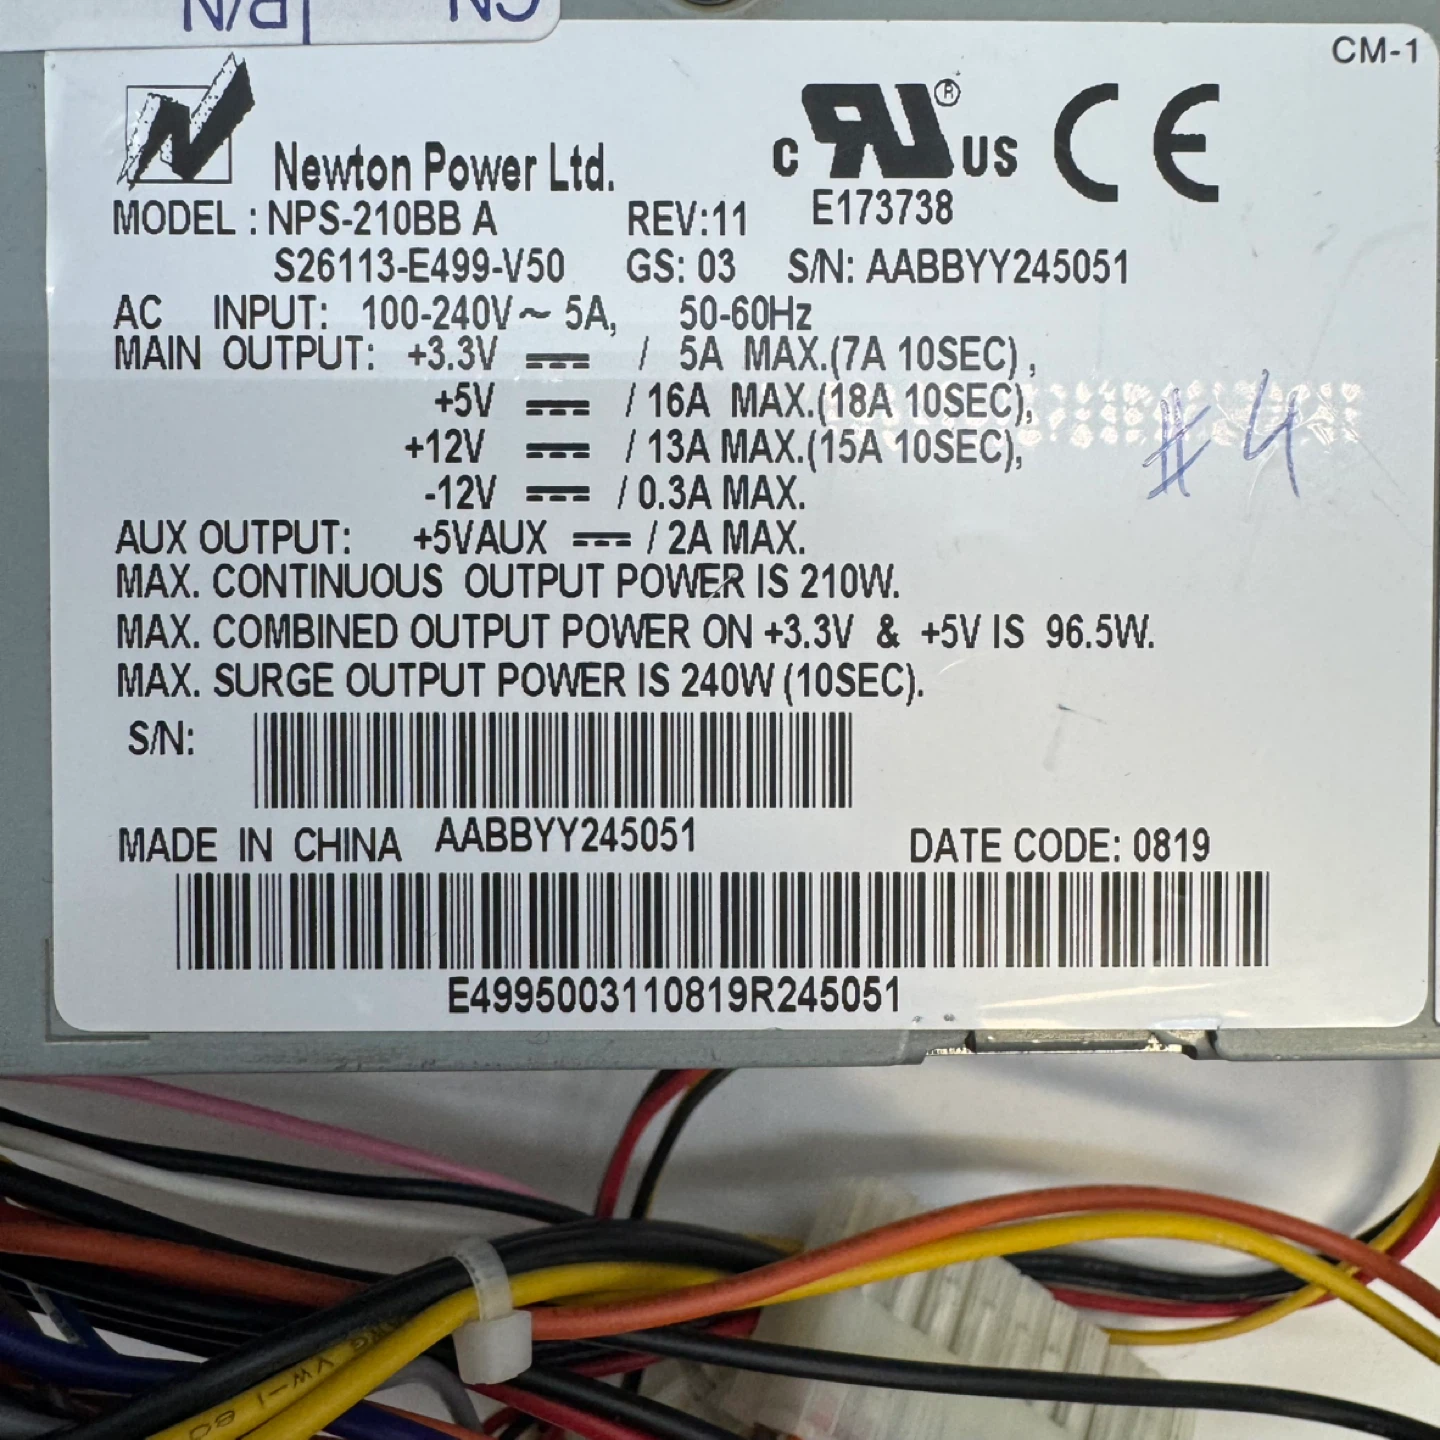 P/N CN
CM-1
Newton Power Ltd.
c RU ® US CE
E173738
MODEL : NPS-210BB A REV:11
S26113-E499-V50 GS: 03 S/N: AABBYY245051
AC INPUT: 100-240V~ 5A, 50-60Hz
MAIN OUTPUT: +3.3V ⎓ / 5A MAX.(7A 10SEC),
+5V ⎓ / 16A MAX.(18A 10SEC),
+12V ⎓ / 13A MAX.(15A 10SEC),
-12V ⎓ / 0.3A MAX.
#4
AUX OUTPUT: +5VAUX ⎓ / 2A MAX.
MAX. CONTINUOUS OUTPUT POWER IS 210W.
MAX. COMBINED OUTPUT POWER ON +3.3V & +5V IS 96.5W.
MAX. SURGE OUTPUT POWER IS 240W (10SEC).
S/N:
MADE IN CHINA AABBYY245051 DATE CODE: 0819
E4995003110819R245051